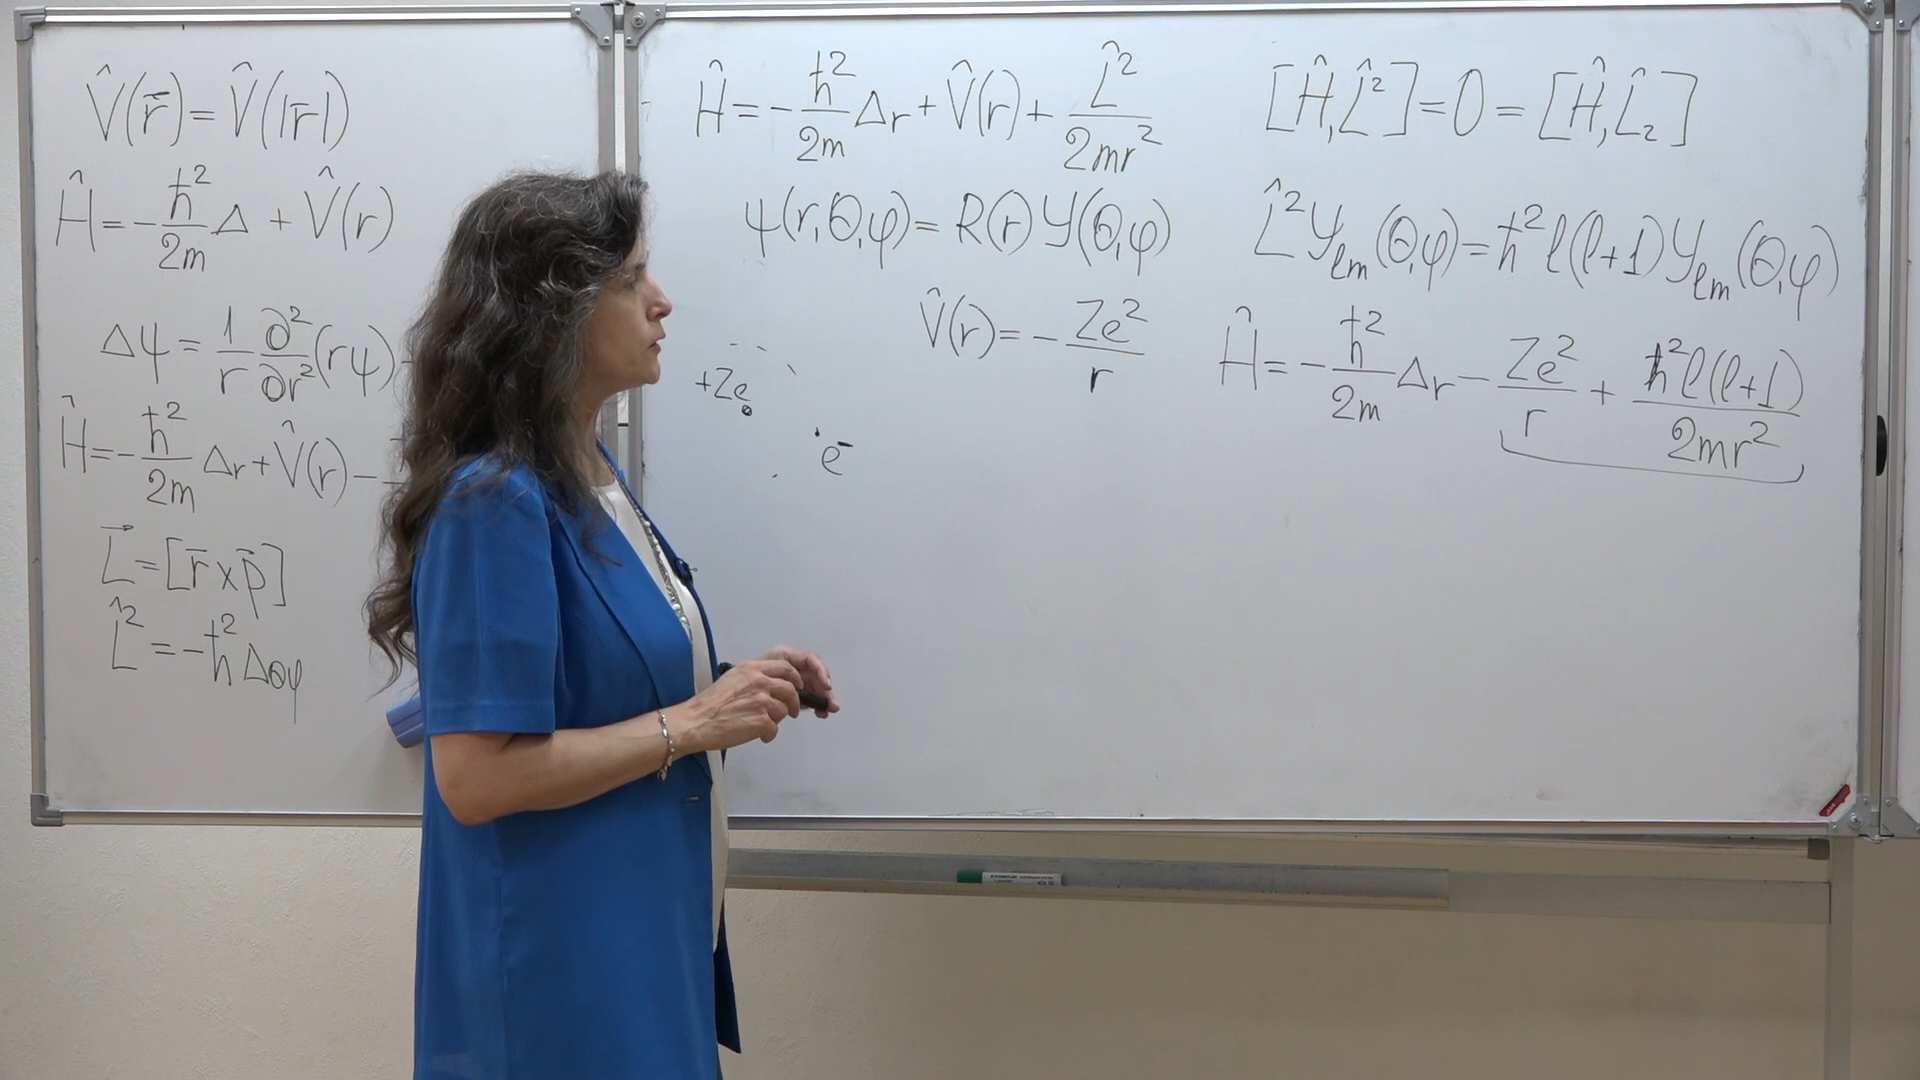 V̂(r̄) = V̂(|r̄|)
Ĥ = -ħ²/2m Δ + V̂(r)
Δψ = 1/r ∂²/∂r² (rψ)
Ĥ = -ħ²/2m Δr + V̂(r) -
L⃗ = [r̄ × p̄]
L̂² = -ħ² Δθφ
Ĥ = -ħ²/2m Δr + V̂(r) + L̂²/2mr²
ψ(r,θ,φ) = R(r) Y(θ,φ)
V̂(r) = - Ze²/r
+Ze
e⁻
[Ĥ, L̂²] = 0 = [Ĥ, L̂z]
L̂² Yℓm (θ,φ) = ħ² ℓ(ℓ+1) Yℓm (θ,φ)
Ĥ = -ħ²/2m Δr - Ze²/r + ħ²ℓ(ℓ+1)/2mr²